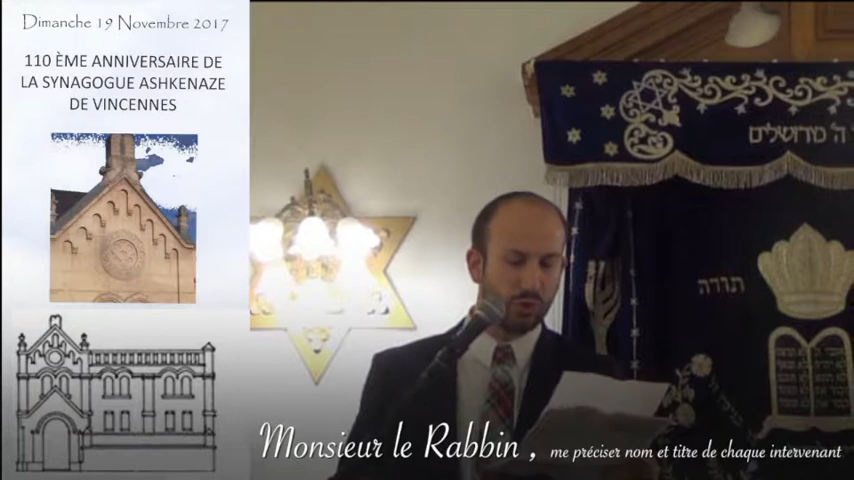 Dimanche 19 Novembre 2017
110 ÈME ANNIVERSAIRE DE
LA SYNAGOGUE ASHKENAZE
DE VINCENNES
ה' מרושלים
תורה
Monsieur le Rabbin , me préciser nom et titre de chaque intervenant